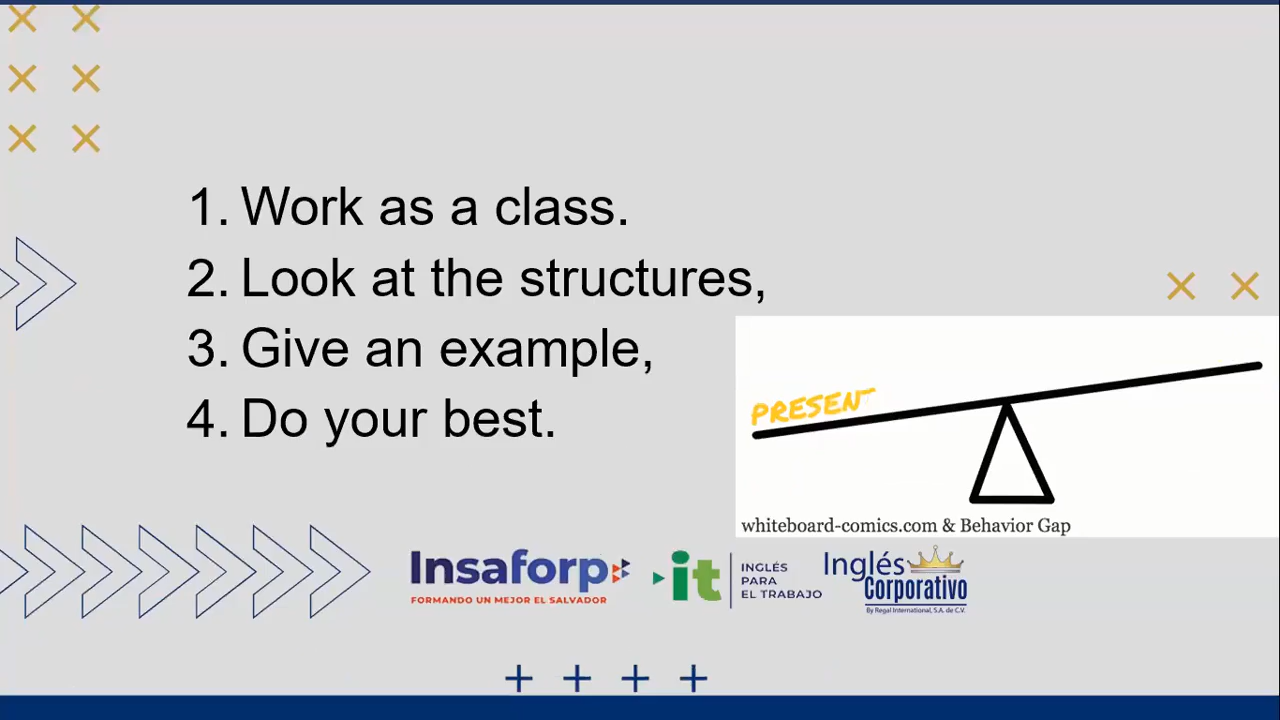 1. Work as a class.
2. Look at the structures,
3. Give an example,
4. Do your best.
PRESENT
whiteboard-comics.com & Behavior Gap
Insaforp
FORMANDO UN MEJOR EL SALVADOR
it
INGLÉS
PARA
EL TRABAJO
Inglés
Corporativo
By Regal International, S.A. de C.V.